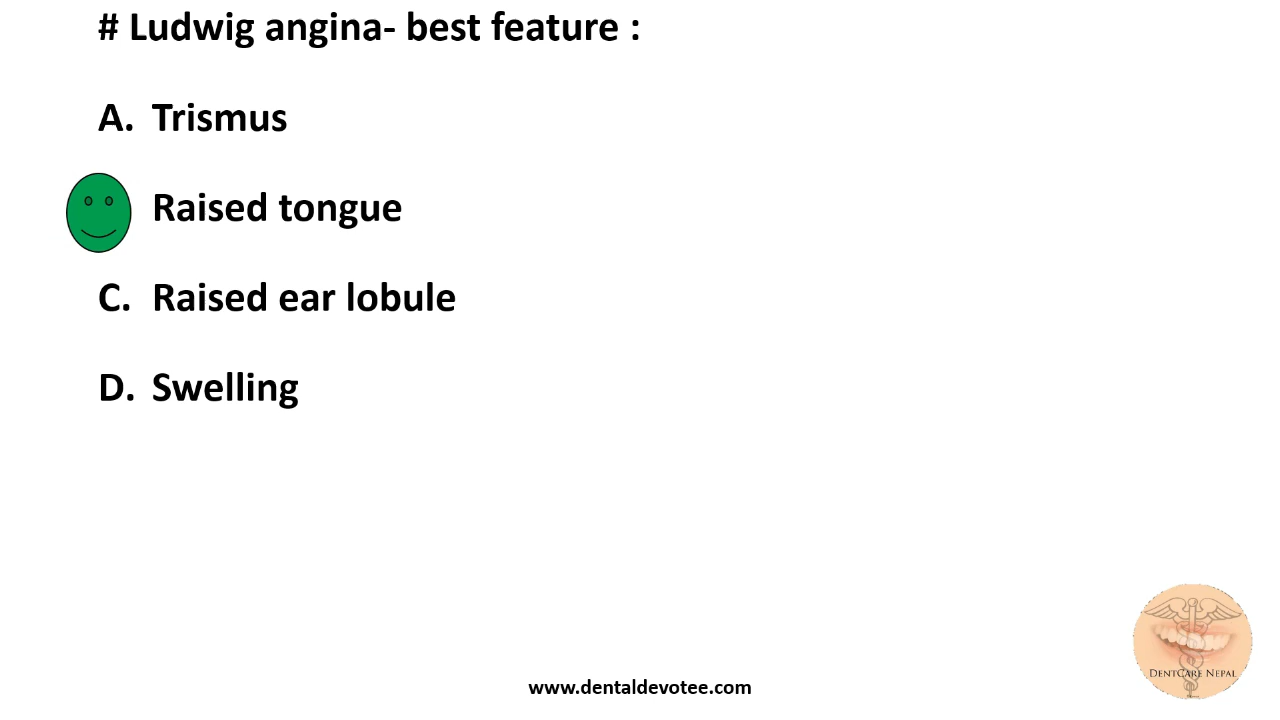 # Ludwig angina- best feature :
A. Trismus
Raised tongue
C. Raised ear lobule
D. Swelling
DENTCARE NEPAL
www.dentaldevotee.com